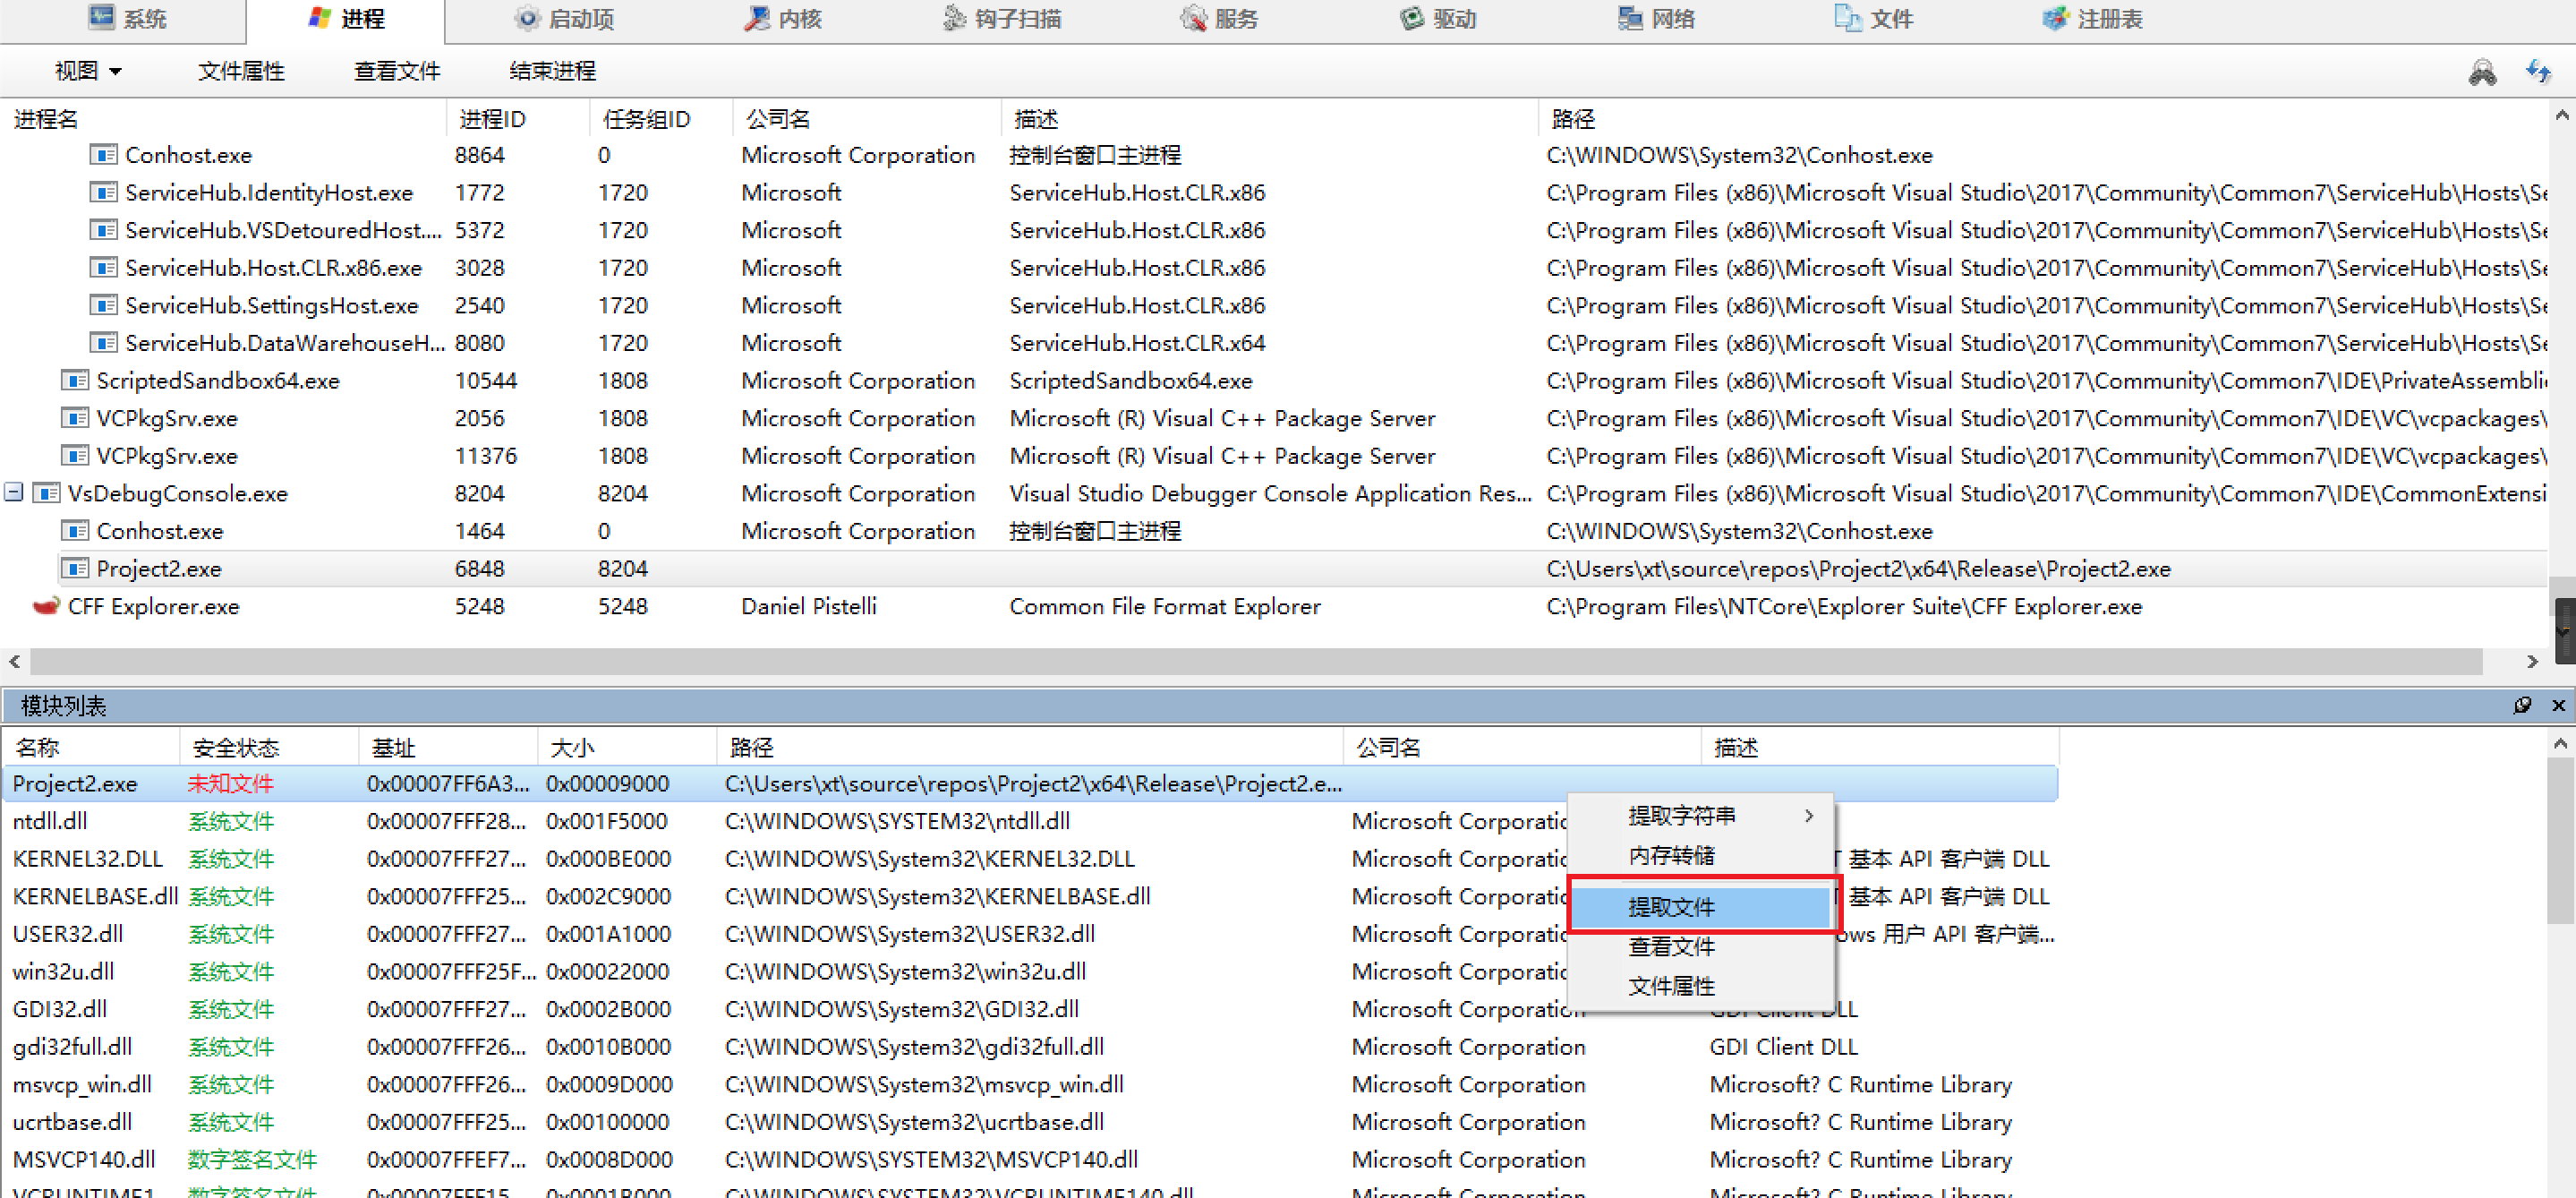 系统 进程 启动项 内核 钩子扫描 服务 驱动 网络 文件 注册表
视图 文件属性 查看文件 结束进程
进程名 进程ID 任务组ID 公司名 描述 路径
Conhost.exe 8864 0 Microsoft Corporation 控制台窗口主进程 C:\WINDOWS\System32\Conhost.exe
ServiceHub.IdentityHost.exe 1772 1720 Microsoft ServiceHub.Host.CLR.x86 C:\Program Files (x86)\Microsoft Visual Studio\2017\Community\Common7\ServiceHub\Hosts\Se
ServiceHub.VSDetouredHost.... 5372 1720 Microsoft ServiceHub.Host.CLR.x86 C:\Program Files (x86)\Microsoft Visual Studio\2017\Community\Common7\ServiceHub\Hosts\Se
ServiceHub.Host.CLR.x86.exe 3028 1720 Microsoft ServiceHub.Host.CLR.x86 C:\Program Files (x86)\Microsoft Visual Studio\2017\Community\Common7\ServiceHub\Hosts\Se
ServiceHub.SettingsHost.exe 2540 1720 Microsoft ServiceHub.Host.CLR.x86 C:\Program Files (x86)\Microsoft Visual Studio\2017\Community\Common7\ServiceHub\Hosts\Se
ServiceHub.DataWarehouseH... 8080 1720 Microsoft ServiceHub.Host.CLR.x64 C:\Program Files (x86)\Microsoft Visual Studio\2017\Community\Common7\ServiceHub\Hosts\Se
ScriptedSandbox64.exe 10544 1808 Microsoft Corporation ScriptedSandbox64.exe C:\Program Files (x86)\Microsoft Visual Studio\2017\Community\Common7\IDE\PrivateAssembli
VCPkgSrv.exe 2056 1808 Microsoft Corporation Microsoft (R) Visual C++ Package Server C:\Program Files (x86)\Microsoft Visual Studio\2017\Community\Common7\IDE\VC\vcpackages\
VCPkgSrv.exe 11376 1808 Microsoft Corporation Microsoft (R) Visual C++ Package Server C:\Program Files (x86)\Microsoft Visual Studio\2017\Community\Common7\IDE\VC\vcpackages\
VsDebugConsole.exe 8204 8204 Microsoft Corporation Visual Studio Debugger Console Application Res... C:\Program Files (x86)\Microsoft Visual Studio\2017\Community\Common7\IDE\CommonExtensi
Conhost.exe 1464 0 Microsoft Corporation 控制台窗口主进程 C:\WINDOWS\System32\Conhost.exe
Project2.exe 6848 8204 C:\Users\xt\source\repos\Project2\x64\Release\Project2.exe
CFF Explorer.exe 5248 5248 Daniel Pistelli Common File Format Explorer C:\Program Files\NTCore\Explorer Suite\CFF Explorer.exe
模块列表
名称 安全状态 基址 大小 路径 公司名 描述
Project2.exe 未知文件 0x00007FF6A3... 0x00009000 C:\Users\xt\source\repos\Project2\x64\Release\Project2.e...
ntdll.dll 系统文件 0x00007FFF28... 0x001F5000 C:\WINDOWS\SYSTEM32\ntdll.dll Microsoft Corporatio
KERNEL32.DLL 系统文件 0x00007FFF27... 0x000BE000 C:\WINDOWS\System32\KERNEL32.DLL Microsoft Corporatio T 基本 API 客户端 DLL
KERNELBASE.dll 系统文件 0x00007FFF25... 0x002C9000 C:\WINDOWS\System32\KERNELBASE.dll Microsoft Corporatio T 基本 API 客户端 DLL
USER32.dll 系统文件 0x00007FFF27... 0x001A1000 C:\WINDOWS\System32\USER32.dll Microsoft Corporatio ows 用户 API 客户端...
win32u.dll 系统文件 0x00007FFF25F... 0x00022000 C:\WINDOWS\System32\win32u.dll Microsoft Corporatio
GDI32.dll 系统文件 0x00007FFF27... 0x0002B000 C:\WINDOWS\System32\GDI32.dll Microsoft Corporation GDI Client DLL
gdi32full.dll 系统文件 0x00007FFF26... 0x0010B000 C:\WINDOWS\System32\gdi32full.dll Microsoft Corporation GDI Client DLL
msvcp_win.dll 系统文件 0x00007FFF26... 0x0009D000 C:\WINDOWS\System32\msvcp_win.dll Microsoft Corporation Microsoft? C Runtime Library
ucrtbase.dll 系统文件 0x00007FFF25... 0x00100000 C:\WINDOWS\System32\ucrtbase.dll Microsoft Corporation Microsoft? C Runtime Library
MSVCP140.dll 数字签名文件 0x00007FFEF7... 0x0008D000 C:\WINDOWS\SYSTEM32\MSVCP140.dll Microsoft Corporation Microsoft? C Runtime Library
VCRUNTIME1 数字签名文件 0x00007FFF15 0x0001B000 C:\WINDOWS\SYSTEM32\VCRUNTIME140.dll Microsoft Corporation Microsoft? C Runtime Library
提取字符串
内存转储
提取文件
查看文件
文件属性